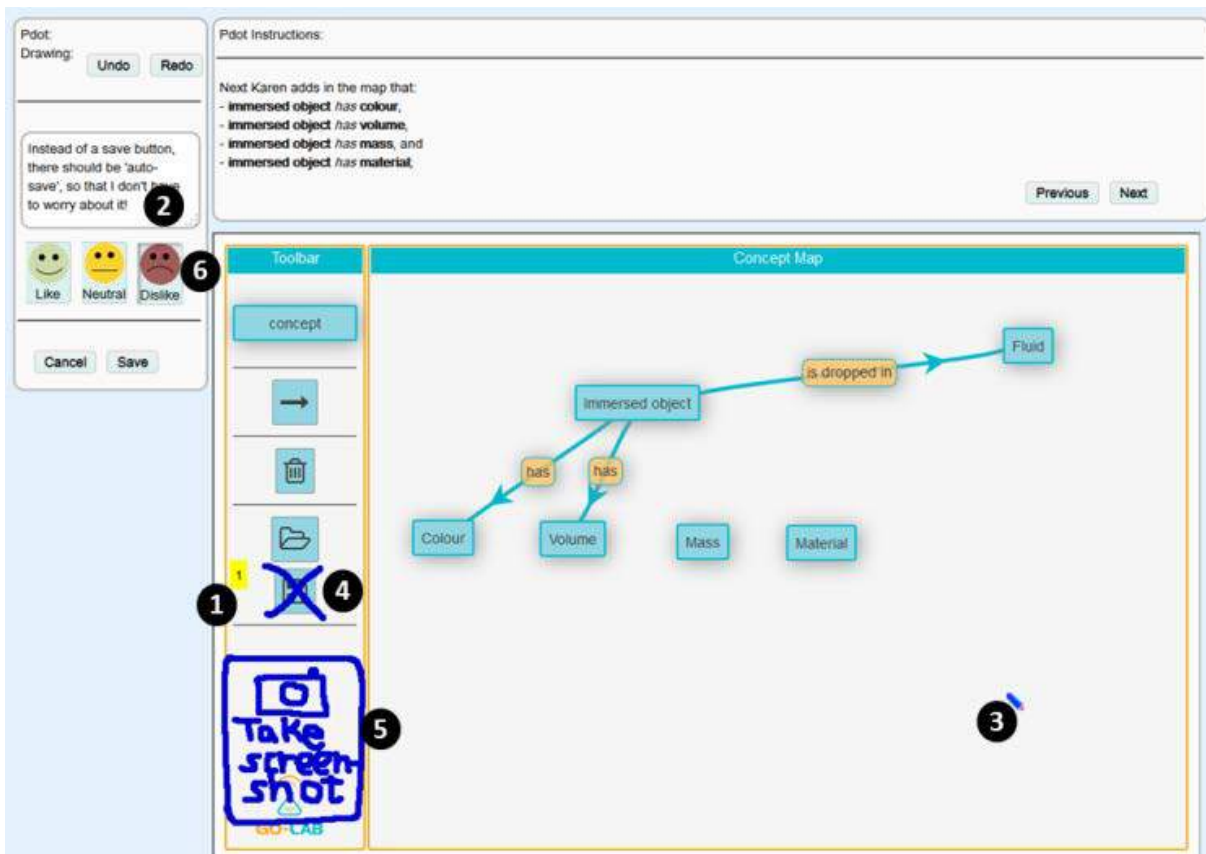 Pdot:
Drawing:
Undo Redo
Instead of a save button,
there should be 'auto-
save', so that I don't have
to worry about it!
2
Like Neutral Dislike
6
Cancel Save
Pdot Instructions:
Next Karen adds in the map that:
- immersed object has colour,
- immersed object has volume,
- immersed object has mass, and
- immersed object has material,
Previous Next
Toolbar
concept
1
1
4
Take
screen-
shot
5
GO-LAB
Concept Map
Fluid
is dropped in
Immersed object
has has
Colour Volume Mass Material
3